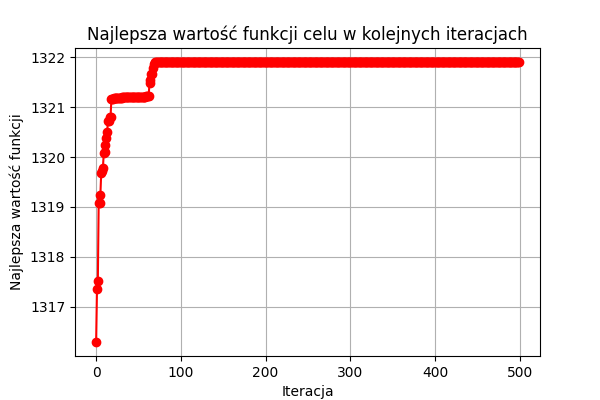 Najlepsza wartość funkcji celu w kolejnych iteracjach
1322
1321
1320
1319
1318
1317
Najlepsza wartość funkcji
0 100 200 300 400 500
Iteracja